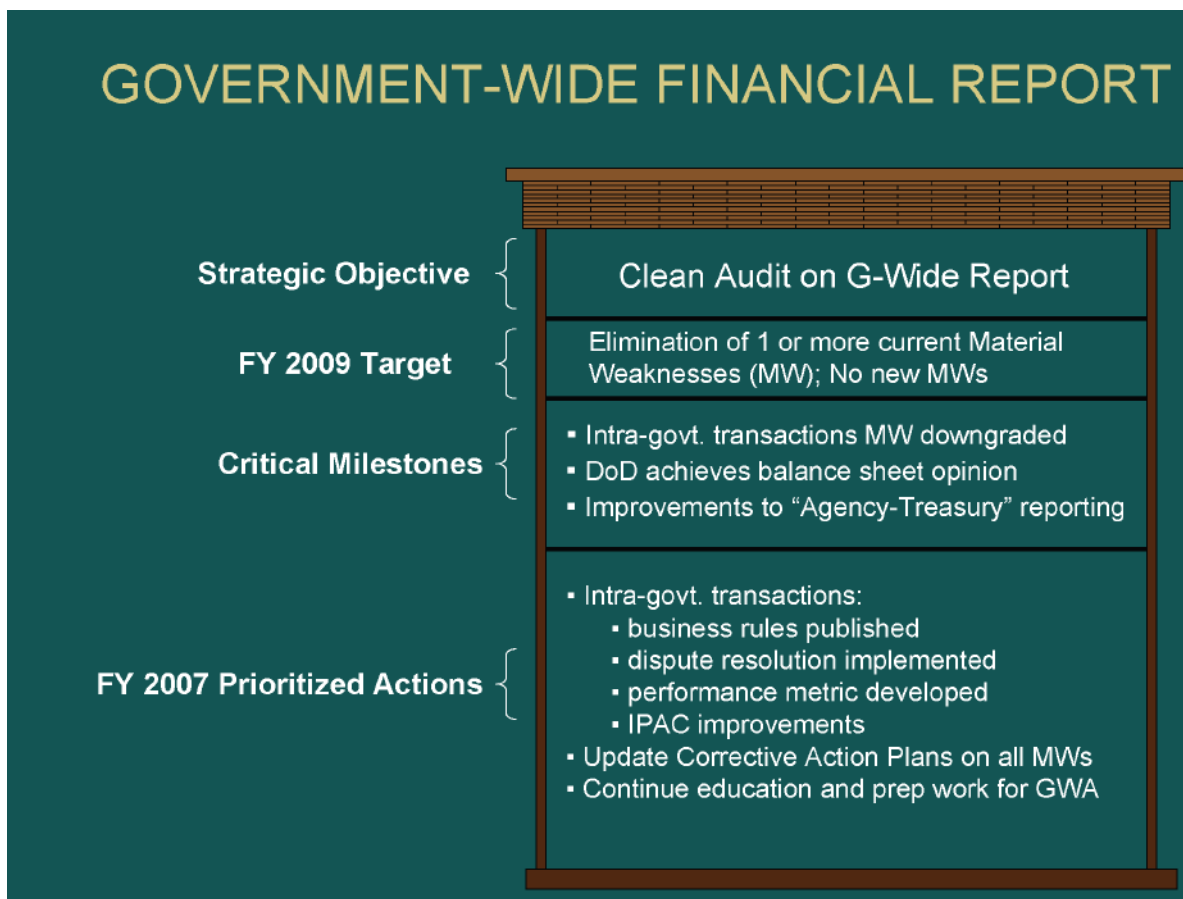 GOVERNMENT-WIDE FINANCIAL REPORT
Strategic Objective
Clean Audit on G-Wide Report
FY 2009 Target
Elimination of 1 or more current Material
Weaknesses (MW); No new MWs
Critical Milestones
▪ Intra-govt. transactions MW downgraded
▪ DoD achieves balance sheet opinion
▪ Improvements to “Agency-Treasury” reporting
FY 2007 Prioritized Actions
▪ Intra-govt. transactions:
▪ business rules published
▪ dispute resolution implemented
▪ performance metric developed
▪ IPAC improvements
▪ Update Corrective Action Plans on all MWs
▪ Continue education and prep work for GWA